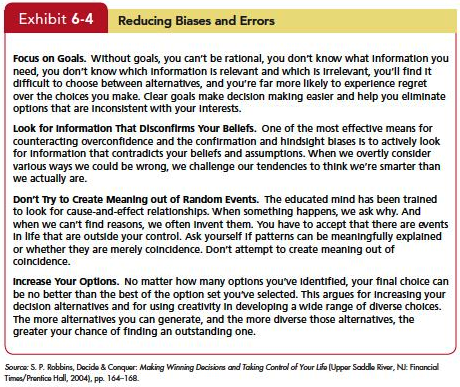 Exhibit 6-4 Reducing Biases and Errors
Focus on Goals. Without goals, you can't be rational, you don't know what information you
need, you don't know which information is relevant and which is irrelevant, you'll find it
difficult to choose between alternatives, and you're far more likely to experience regret
over the choices you make. Clear goals make decision making easier and help you eliminate
options that are inconsistent with your interests.
Look for Information That Disconfirms Your Beliefs. One of the most effective means for
counteracting overconfidence and the confirmation and hindsight biases is to actively look
for information that contradicts your beliefs and assumptions. When we overtly consider
various ways we could be wrong, we challenge our tendencies to think we're smarter than
we actually are.
Don't Try to Create Meaning out of Random Events. The educated mind has been trained
to look for cause-and-effect relationships. When something happens, we ask why. And
when we can't find reasons, we often invent them. You have to accept that there are events
in life that are outside your control. Ask yourself if patterns can be meaningfully explained
or whether they are merely coincidence. Don't attempt to create meaning out of
coincidence.
Increase Your Options. No matter how many options you've identified, your final choice can
be no better than the best of the option set you've selected. This argues for increasing your
decision alternatives and for using creativity in developing a wide range of diverse choices.
The more alternatives you can generate, and the more diverse those alternatives, the
greater your chance of finding an outstanding one.
Source: S. P. Robbins, Decide & Conquer: Making Winning Decisions and Taking Control of Your Life (Upper Saddle River, NJ: Financial
Times/Prentice Hall, 2004), pp. 164–168.